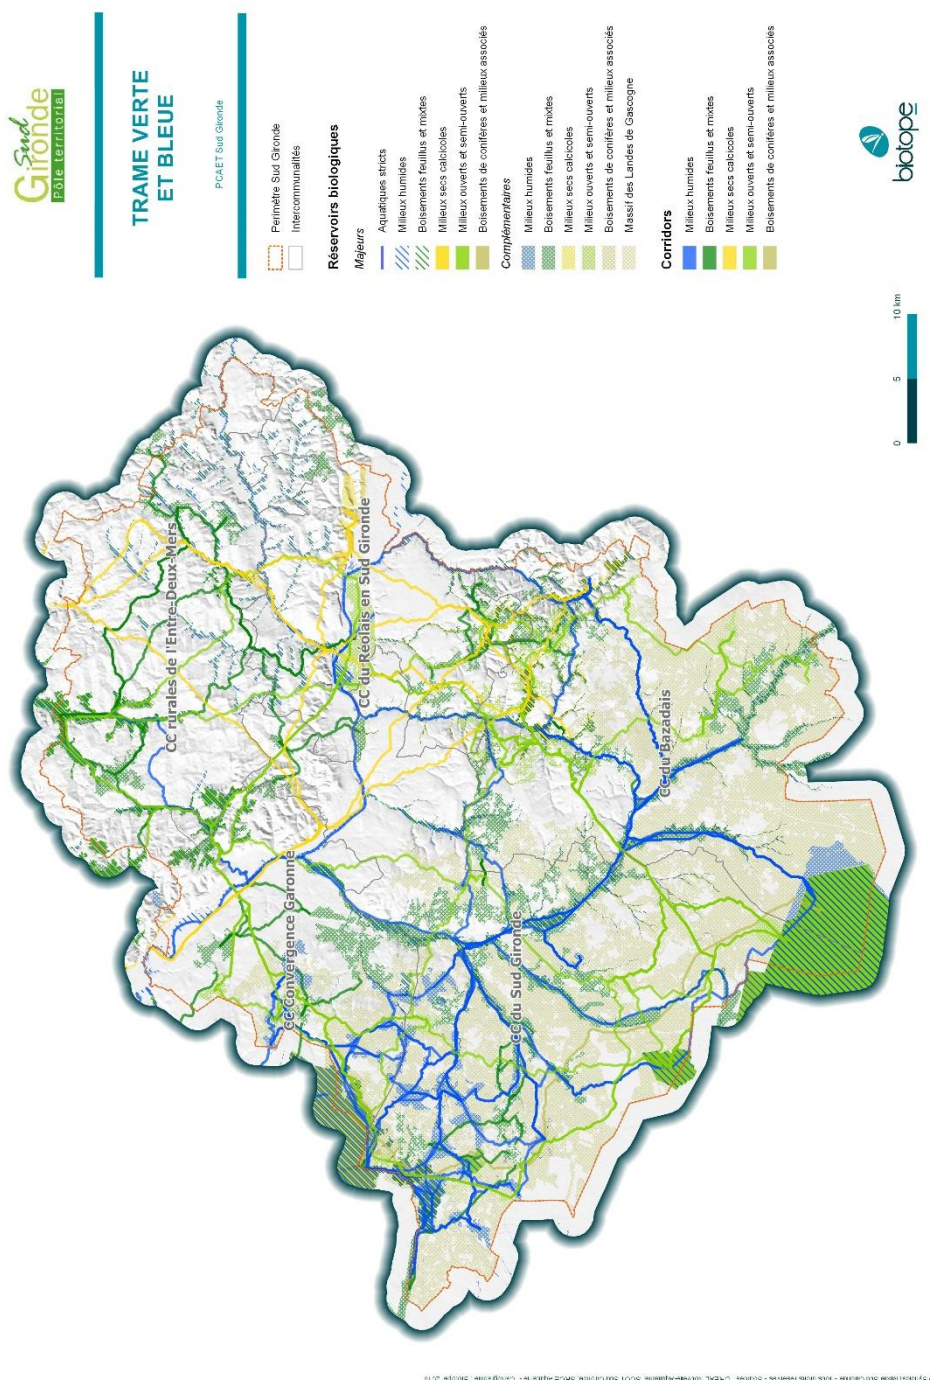 Sud
Gironde
Pôle territorial
TRAME VERTE
ET BLEUE
PCAET Sud Gironde
Périmètre Sud Gironde
Intercommunalités
Réservoirs biologiques
Majeurs
Aquatiques stricts
Milieux humides
Boisements feuillus et mixtes
Milieux secs calcicoles
Milieux ouverts et semi-ouverts
Boisements de conifères et milieux associés
Complémentaires
Milieux humides
Boisements feuillus et mixtes
Milieux secs calcicoles
Milieux ouverts et semi-ouverts
Boisements de conifères et milieux associés
Massif des Landes de Gascogne
Corridors
Milieux humides
Boisements feuillus et mixtes
Milieux secs calcicoles
Milieux ouverts et semi-ouverts
Boisements de conifères et milieux associés
0 5 10 km
biotope
CC rurales de l'Entre-Deux-Mers
CC du Réolais en Sud Gironde
CC Convergence Garonne
CC du Bazadais
CC du Sud Gironde